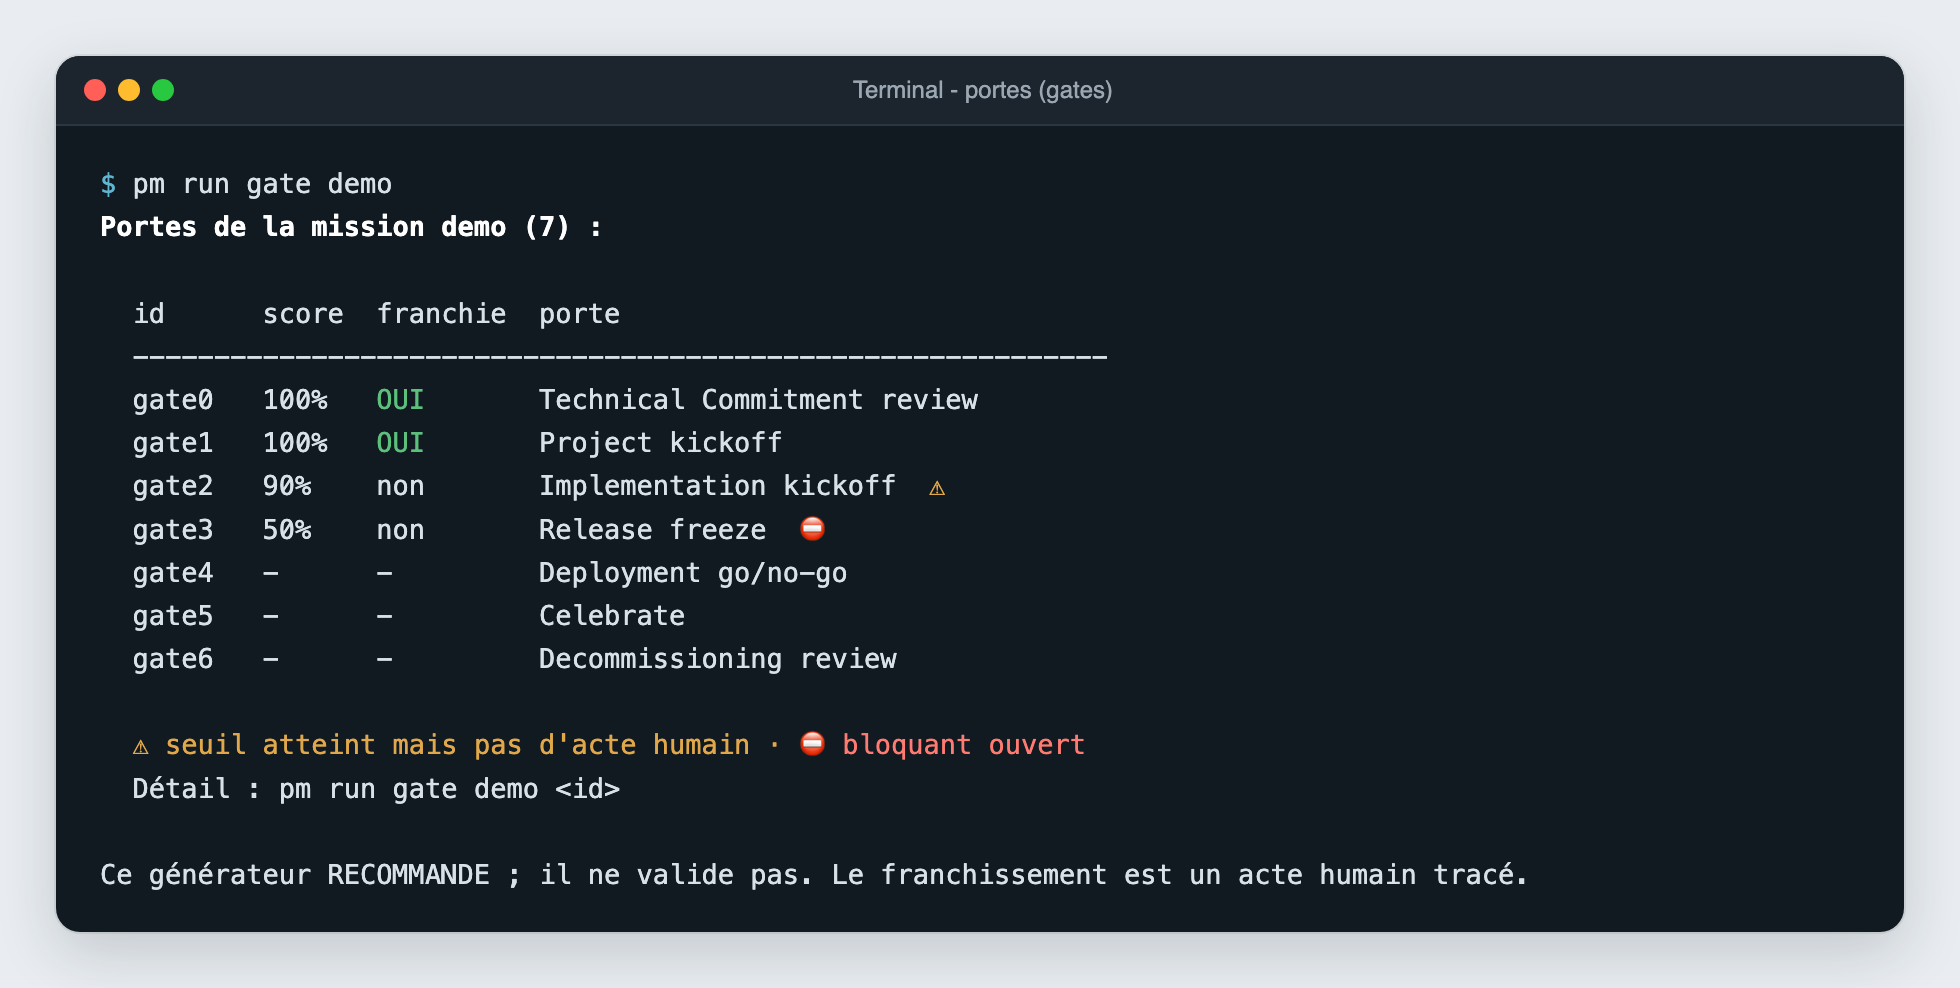 Terminal - portes (gates)
$ pm run gate demo
Portes de la mission demo (7) :
id      score  franchie  porte
────────────────────────────────────────────────────────────
gate0   100%   OUI       Technical Commitment review
gate1   100%   OUI       Project kickoff
gate2   90%    non       Implementation kickoff  ⚠
gate3   50%    non       Release freeze  ⛔
gate4   –      –         Deployment go/no-go
gate5   –      –         Celebrate
gate6   –      –         Decommissioning review
⚠ seuil atteint mais pas d'acte humain · ⛔ bloquant ouvert
Détail : pm run gate demo <id>
Ce générateur RECOMMANDE ; il ne valide pas. Le franchissement est un acte humain tracé.